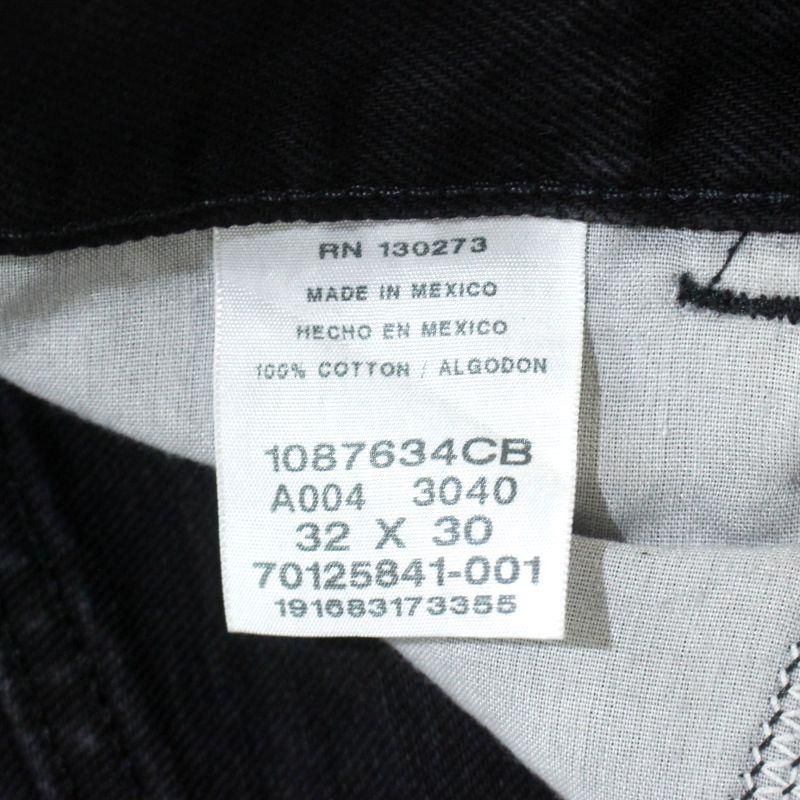 RN 130273
MADE IN MEXICO
HECHO EN MEXICO
100% COTTON / ALGODON
1087634CB
A004 3040
32 X 30
70125841-001
191683173355